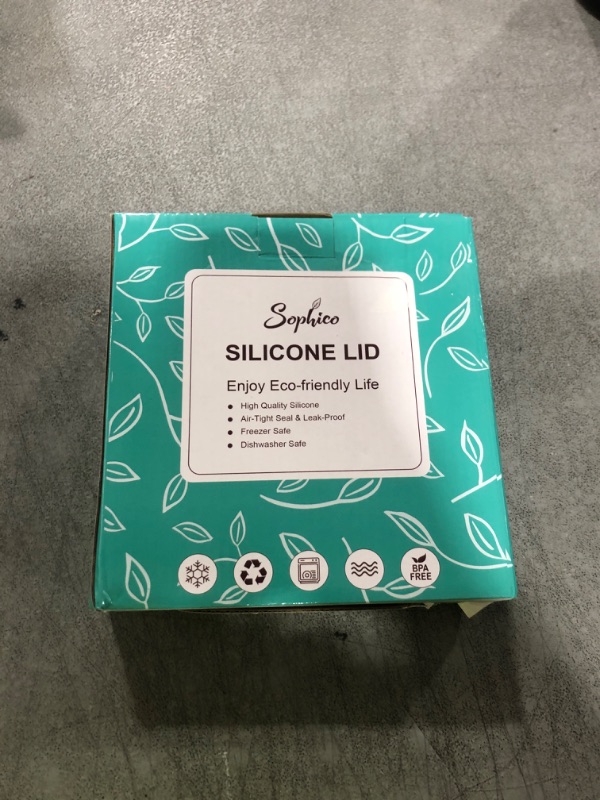 Sophico
SILICONE LID
Enjoy Eco-friendly Life
● High Quality Silicone
● Air-Tight Seal & Leak-Proof
● Freezer Safe
● Dishwasher Safe
BPA
FREE